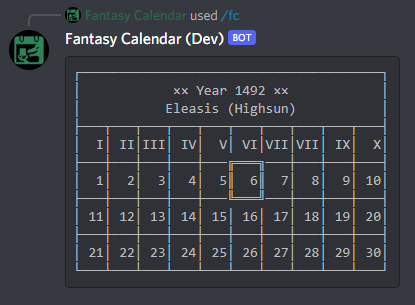 Fantasy Calendar used /fc
Fantasy Calendar (Dev) BOT
xx Year 1492 xx
Eleasis (Highsun)
I II III IV V VI VII VII IX X
1 2 3 4 5 6 7 8 9 10
11 12 13 14 15 16 17 18 19 20
21 22 23 24 25 26 27 28 29 30